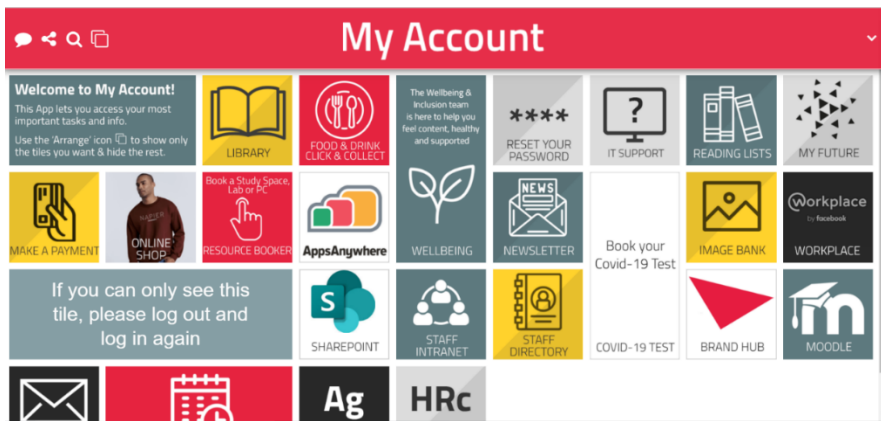 My Account
Welcome to My Account!
This App lets you access your most
important tasks and info.
Use the 'Arrange' icon to show only
the tiles you want & hide the rest.
LIBRARY
FOOD & DRINK
CLICK & COLLECT
The Wellbeing &
Inclusion team
is here to help you
feel content, healthy
and supported
WELLBEING
****
RESET YOUR
PASSWORD
?
IT SUPPORT
READING LISTS
MY FUTURE
MAKE A PAYMENT
NAPIER
ONLINE
SHOP
Book a Study Space,
Lab or PC
RESOURCE BOOKER
AppsAnywhere
NEWS
NEWSLETTER
Book your
Covid-19 Test
COVID-19 TEST
IMAGE BANK
Workplace
by facebook
WORKPLACE
If you can only see this
tile, please log out and
log in again
S
SHAREPOINT
STAFF
INTRANET
STAFF
DIRECTORY
BRAND HUB
m
MOODLE
Ag
HRc